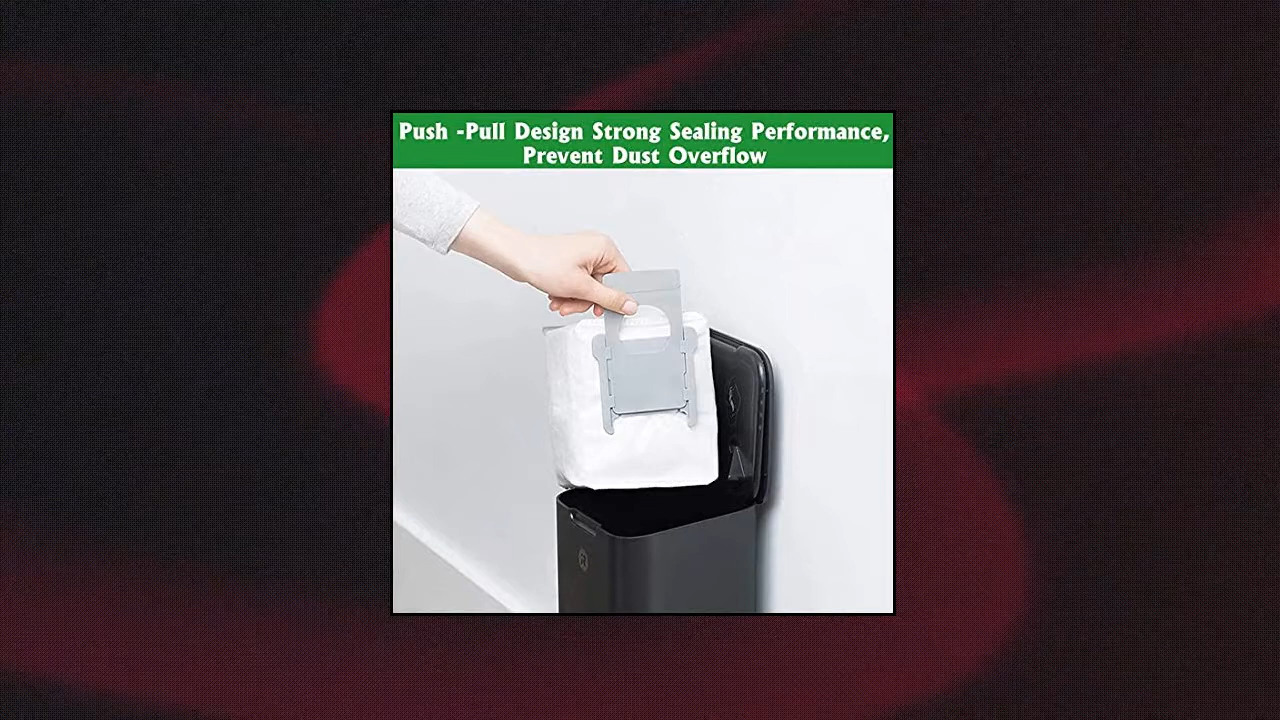 Push -Pull Design Strong Sealing Performance,
Prevent Dust Overflow